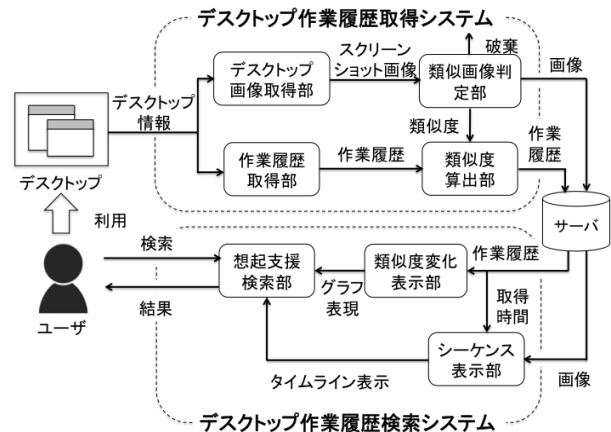 デスクトップ作業履歴取得システム
デスクトップ
画像取得部
スクリーン
ショット画像
類似画像判
定部
破棄
画像
デスクトップ
情報
類似度
作業履歴
取得部
作業履歴
類似度
算出部
作業
履歴
デスクトップ
サーバ
利用
検索
想起支援
検索部
グラフ
表現
類似度変化
表示部
作業履歴
取得
時間
ユーザ
結果
シーケンス
表示部
タイムライン表示
画像
デスクトップ作業履歴検索システム